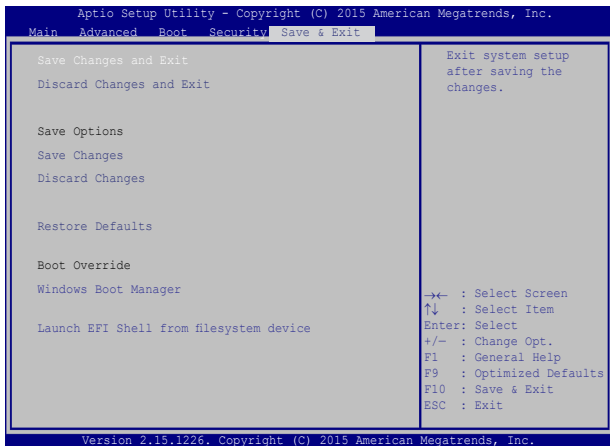 Aptio Setup Utility - Copyright (C) 2015 American Megatrends, Inc.
Main Advanced Boot Security Save & Exit
Save Changes and Exit
Discard Changes and Exit
Save Options
Save Changes
Discard Changes
Restore Defaults
Boot Override
Windows Boot Manager
Launch EFI Shell from filesystem device
Exit system setup
after saving the
changes.
→← : Select Screen
↑↓ : Select Item
Enter: Select
+/— : Change Opt.
F1 : General Help
F9 : Optimized Defaults
F10 : Save & Exit
ESC : Exit
Version 2.15.1226. Copyright (C) 2015 American Megatrends, Inc.